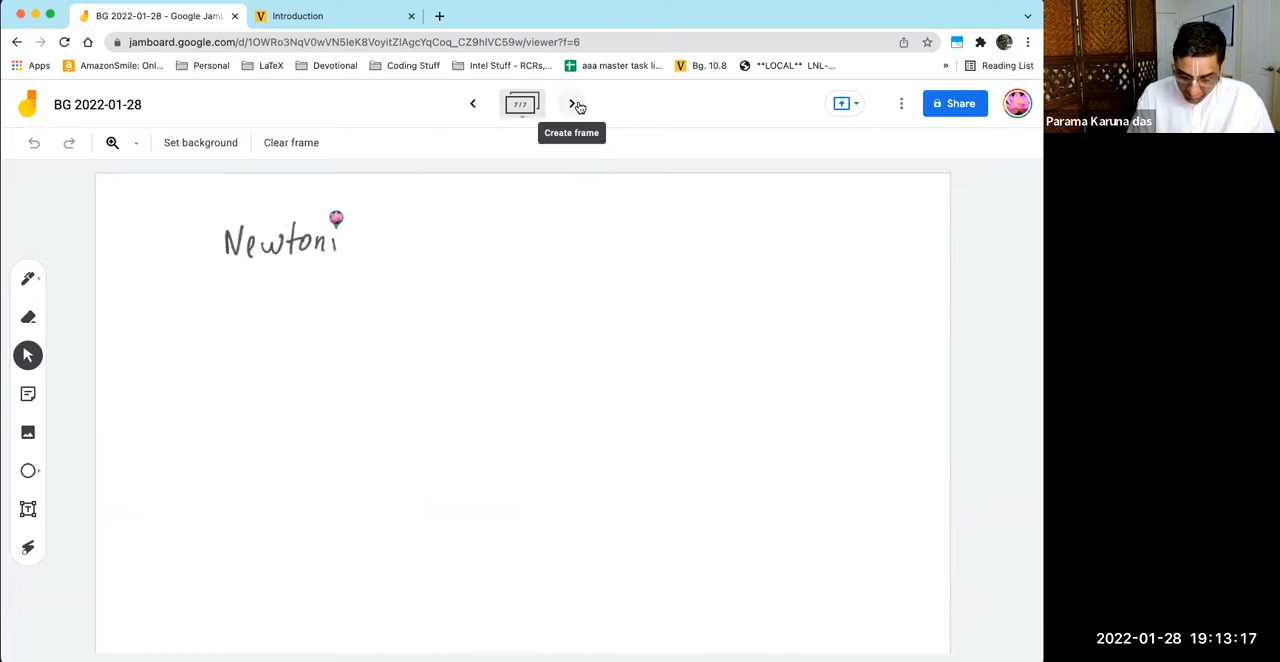 BG 2022-01-28 - Google Jam
Introduction
jamboard.google.com/d/1OWRo3NqV0wVN5leK8VoyitZlAgcYqCoq_CZ9hlVC59w/viewer?f=6
Apps
AmazonSmile: Onl...
Personal
LaTeX
Devotional
Coding Stuff
Intel Stuff - RCRs,...
aaa master task li...
Bg. 10.8
**LOCAL** LNL-...
»
Reading List
BG 2022-01-28
7/7
Share
Create frame
Set background
Clear frame
Newtoni
Parama Karuna das
2022-01-28 19:13:17